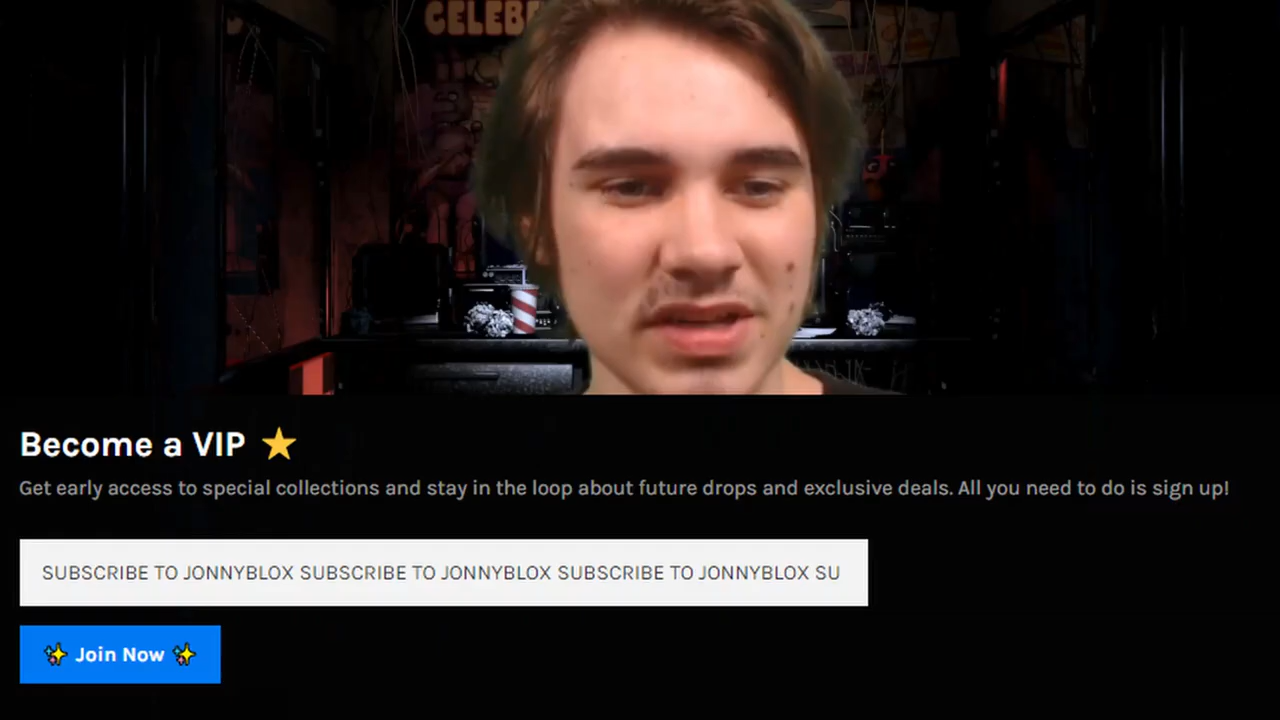 CELEB
Become a VIP ⭐
Get early access to special collections and stay in the loop about future drops and exclusive deals. All you need to do is sign up!
SUBSCRIBE TO JONNYBLOX SUBSCRIBE TO JONNYBLOX SUBSCRIBE TO JONNYBLOX SU
✨ Join Now ✨